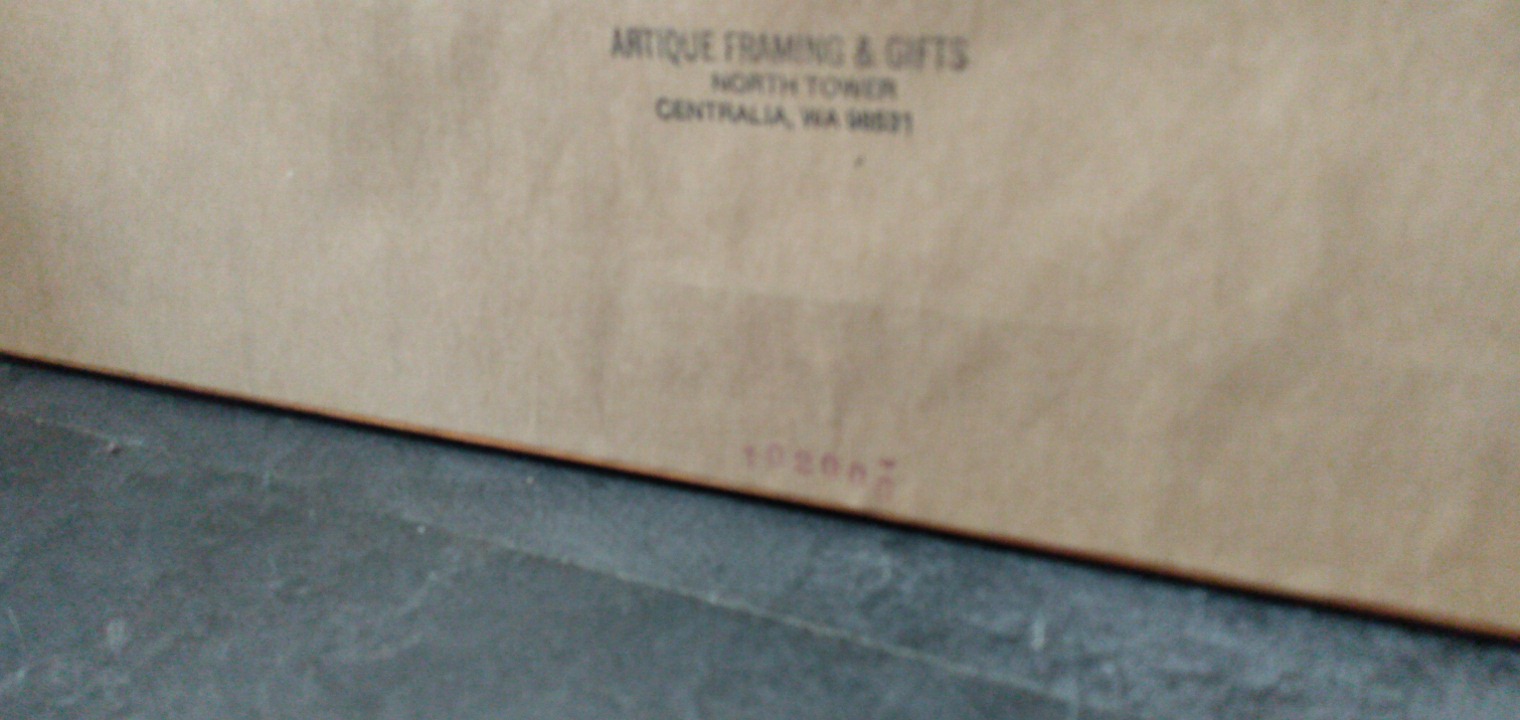 ARTIQUE FRAMING & GIFTS
NORTH TOWER
CENTRALIA, WA 98531